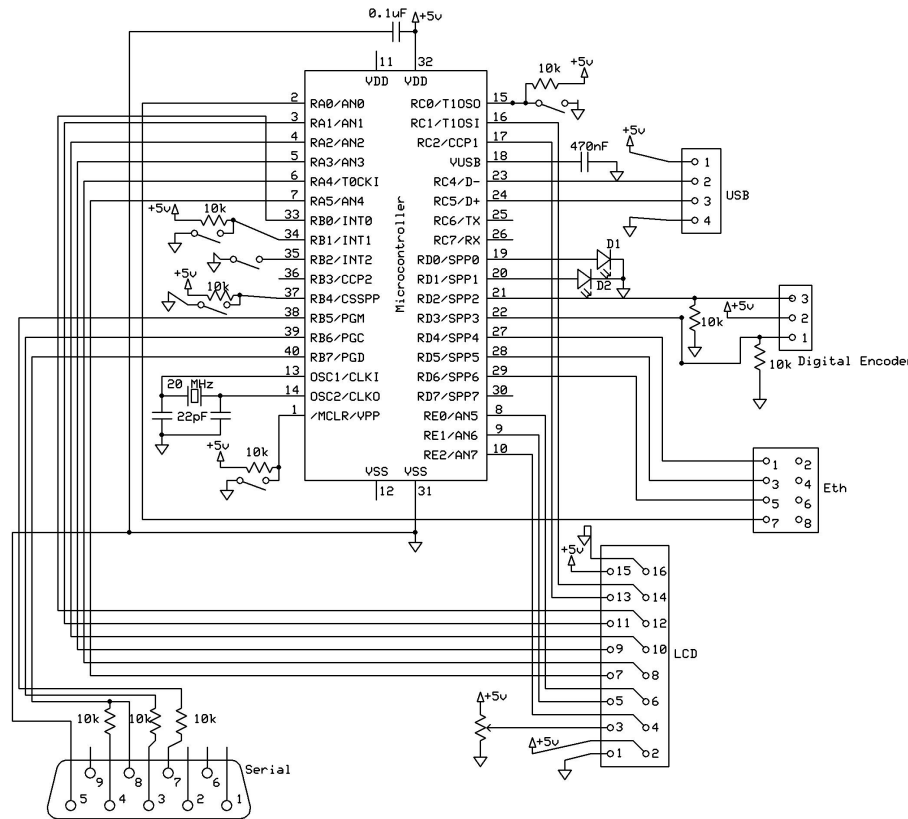 0.1uF +5v
11 32
VDD VDD
10k +5v
2 RA0/AN0 RC0/T1OSO 15
3 RA1/AN1 RC1/T1OSI 16
4 RA2/AN2 RC2/CCP1 17
470nF +5v
5 RA3/AN3 VUSB 18
1
6 RA4/T0CKI RC4/D- 23
2
7 RA5/AN4 RC5/D+ 24
3
USB
+5v 10k
33 RB0/INT0 RC6/TX 25
4
34 RB1/INT1 RC7/RX 26
Microcontroller
35 RB2/INT2 RD0/SPP0 19
D1
36 RB3/CCP2 RD1/SPP1 20
D2
+5v 10k
37 RB4/CSSPP RD2/SPP2 21
3
38 RB5/PGM RD3/SPP3 22
10k +5v 2
39 RB6/PGC RD4/SPP4 27
1
40 RB7/PGD RD5/SPP5 28
10k Digital Encoder
13 OSC1/CLKI RD6/SPP6 29
20 MHz
14 OSC2/CLKO RD7/SPP7 30
22pF
1 /MCLR/VPP RE0/AN5 8
RE1/AN6 9
+5v 10k
RE2/AN7 10
VSS VSS
12 31
1 2
3 4
Eth
5 6
7 8
+5v
15 16
13 14
11 12
9 10
LCD
7 8
5 6
+5v
3 4
+5v
1 2
10k 10k 10k
Serial
9 8 7 6
5 4 3 2 1